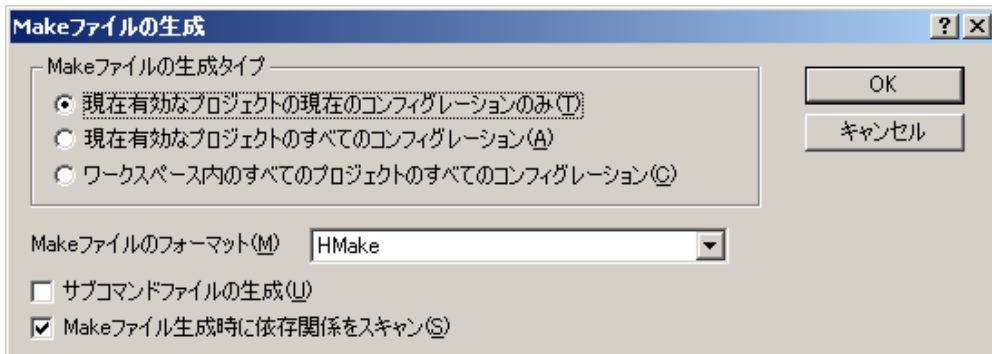 Makeファイルの生成
Makeファイルの生成タイプ
現在有効なプロジェクトの現在のコンフィグレーションのみ(T)
OK
現在有効なプロジェクトのすべてのコンフィグレーション(A)
キャンセル
ワークスペース内のすべてのプロジェクトのすべてのコンフィグレーション(C)
Makeファイルのフォーマット(M) HMake
サブコマンドファイルの生成(U)
Makeファイル生成時に依存関係をスキャン(S)